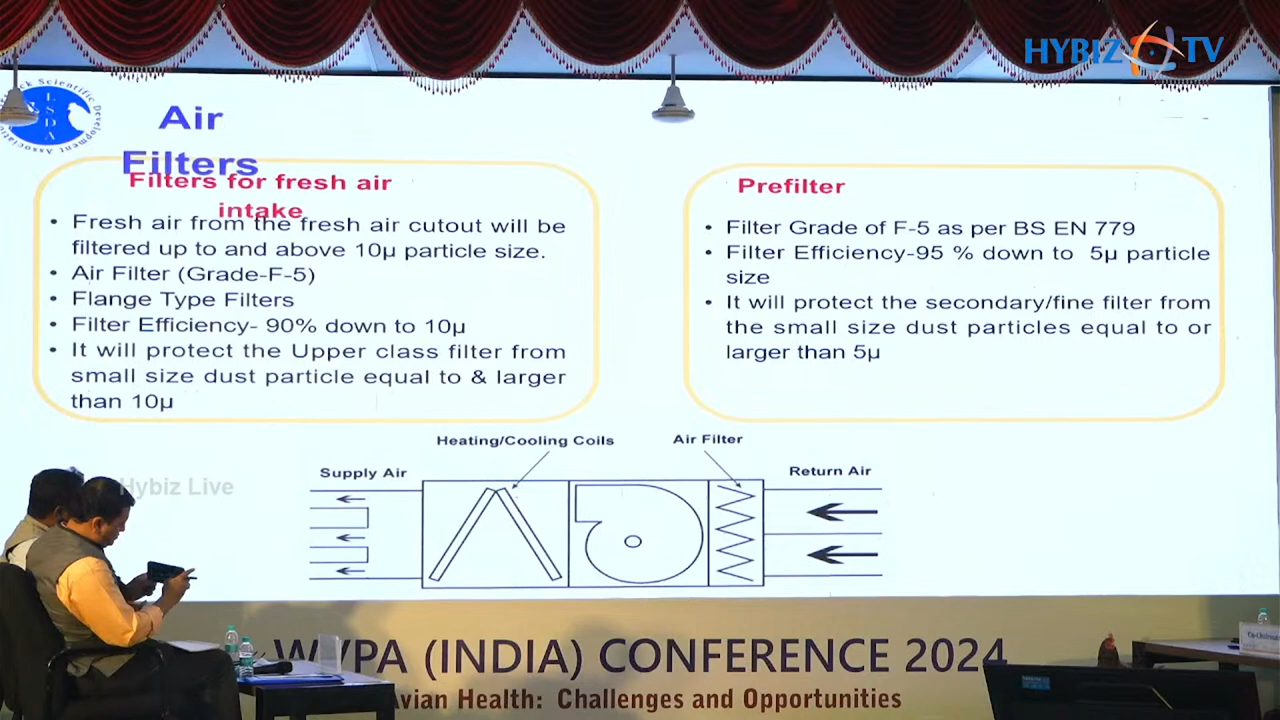 HYBIZ TV
LSDA
Air
Filters
Filters for fresh air
intake
• Fresh air from the fresh air cutout will be
filtered up to and above 10µ particle size.
• Air Filter (Grade-F-5)
• Flange Type Filters
• Filter Efficiency- 90% down to 10µ
• It will protect the Upper class filter from
small size dust particle equal to & larger
than 10µ
Prefilter
• Filter Grade of F-5 as per BS EN 779
• Filter Efficiency-95 % down to 5µ particle
size
• It will protect the secondary/fine filter from
the small size dust particles equal to or
larger than 5µ
Heating/Cooling Coils
Air Filter
Supply Air
Return Air
Hybiz Live
WVPA (INDIA) CONFERENCE 2024
Avian Health: Challenges and Opportunities